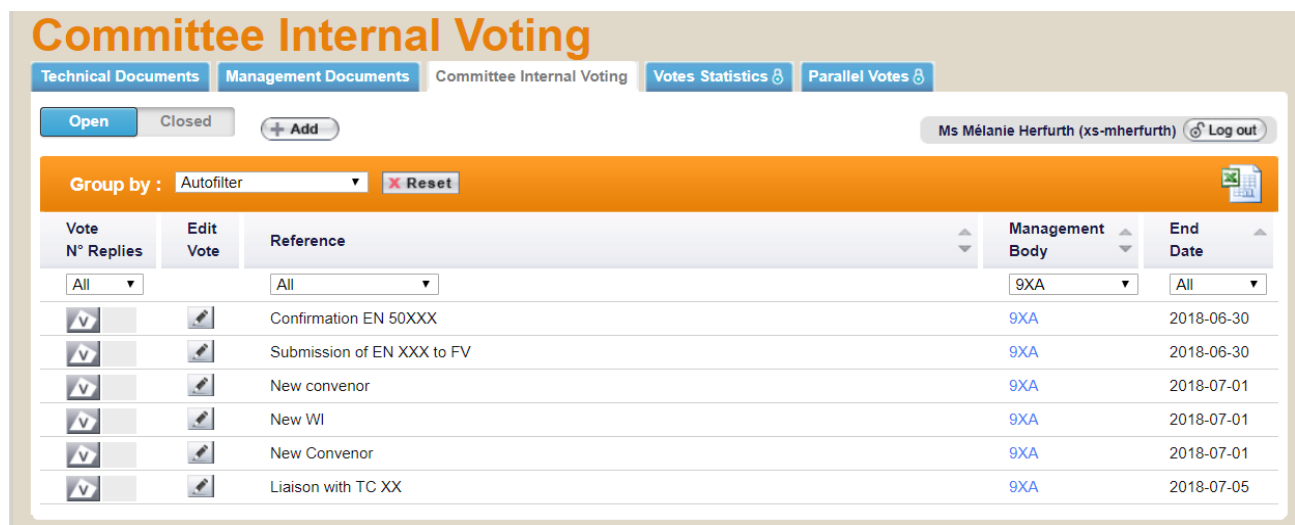 Committee Internal Voting
Technical Documents Management Documents Committee Internal Voting Votes Statistics Parallel Votes
Open Closed Add Ms Mélanie Herfurth (xs-mherfurth) Log out
Group by : Autofilter Reset
Vote N° Replies Edit Vote Reference Management Body End Date
All All 9XA All
V Confirmation EN 50XXX 9XA 2018-06-30
V Submission of EN XXX to FV 9XA 2018-06-30
V New convenor 9XA 2018-07-01
V New WI 9XA 2018-07-01
V New Convenor 9XA 2018-07-01
V Liaison with TC XX 9XA 2018-07-05